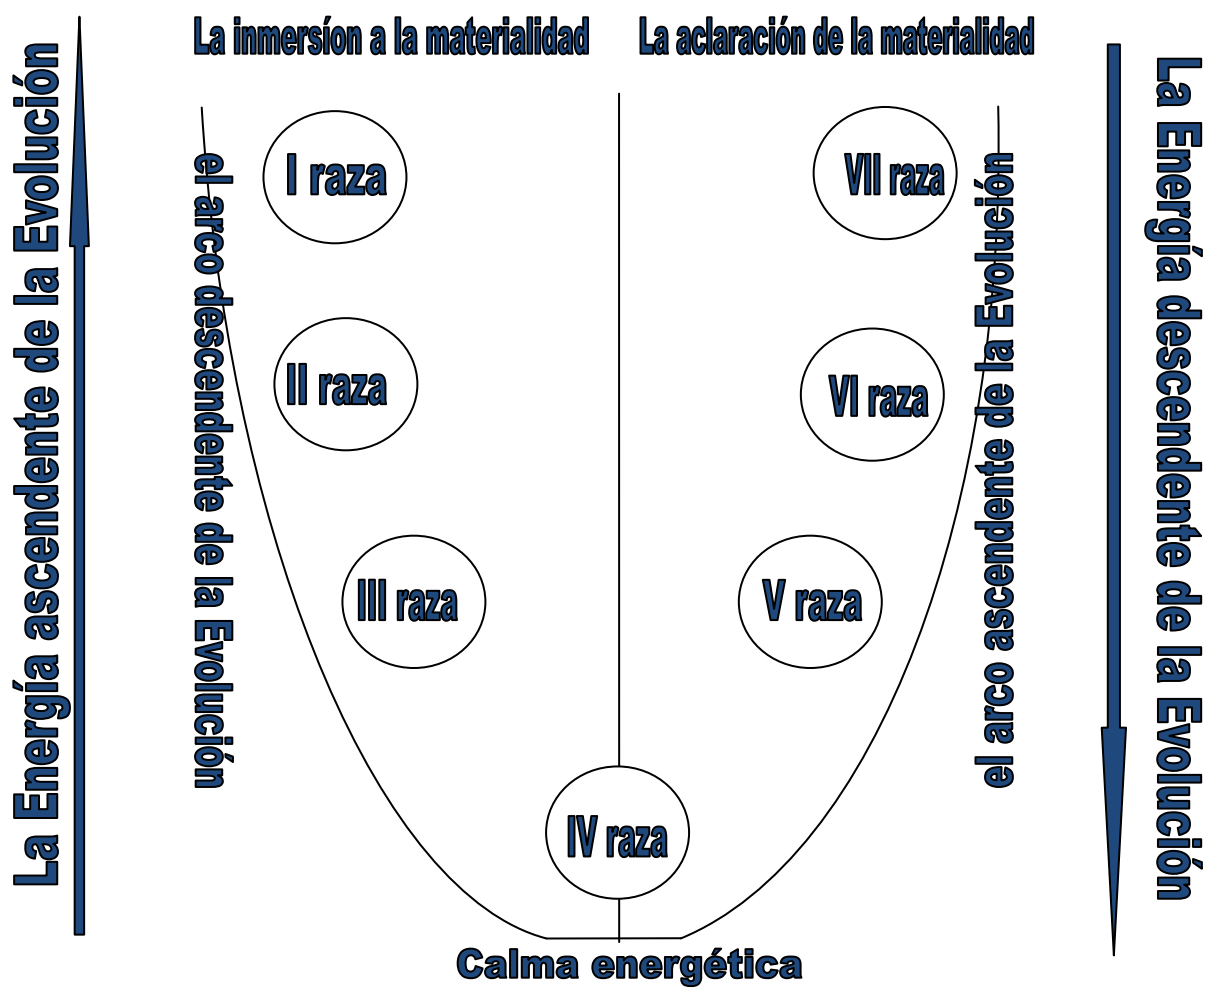 La inmersíon a la materialidad
La aclaración de la materialidad
La Energía ascendente de la Evolución
el arco descendente de la Evolución
I raza
VII raza
II raza
VI raza
III raza
V raza
IV raza
el arco ascendente de la Evolución
La Energía descendente de la Evolución
Calma energética